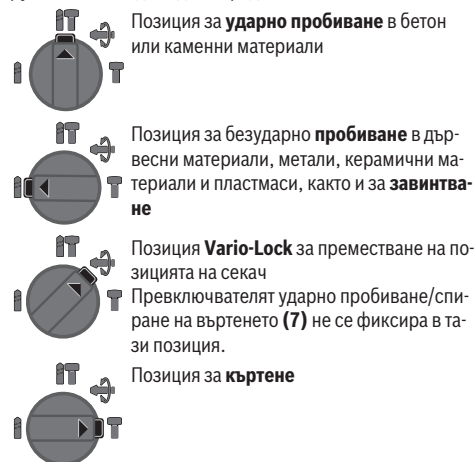 Позиция за ударно пробиване в бетон
или каменни материали
Позиция за безударно пробиване в дър-
весни материали, метали, керамични ма-
териали и пластмаси, както и за завинтва-
не
Позиция Vario-Lock за преместване на по-
зицията на секач
Превключвателят ударно пробиване/спи-
ране на въртенето (7) не се фиксира в та-
зи позиция.
Позиция за къртене